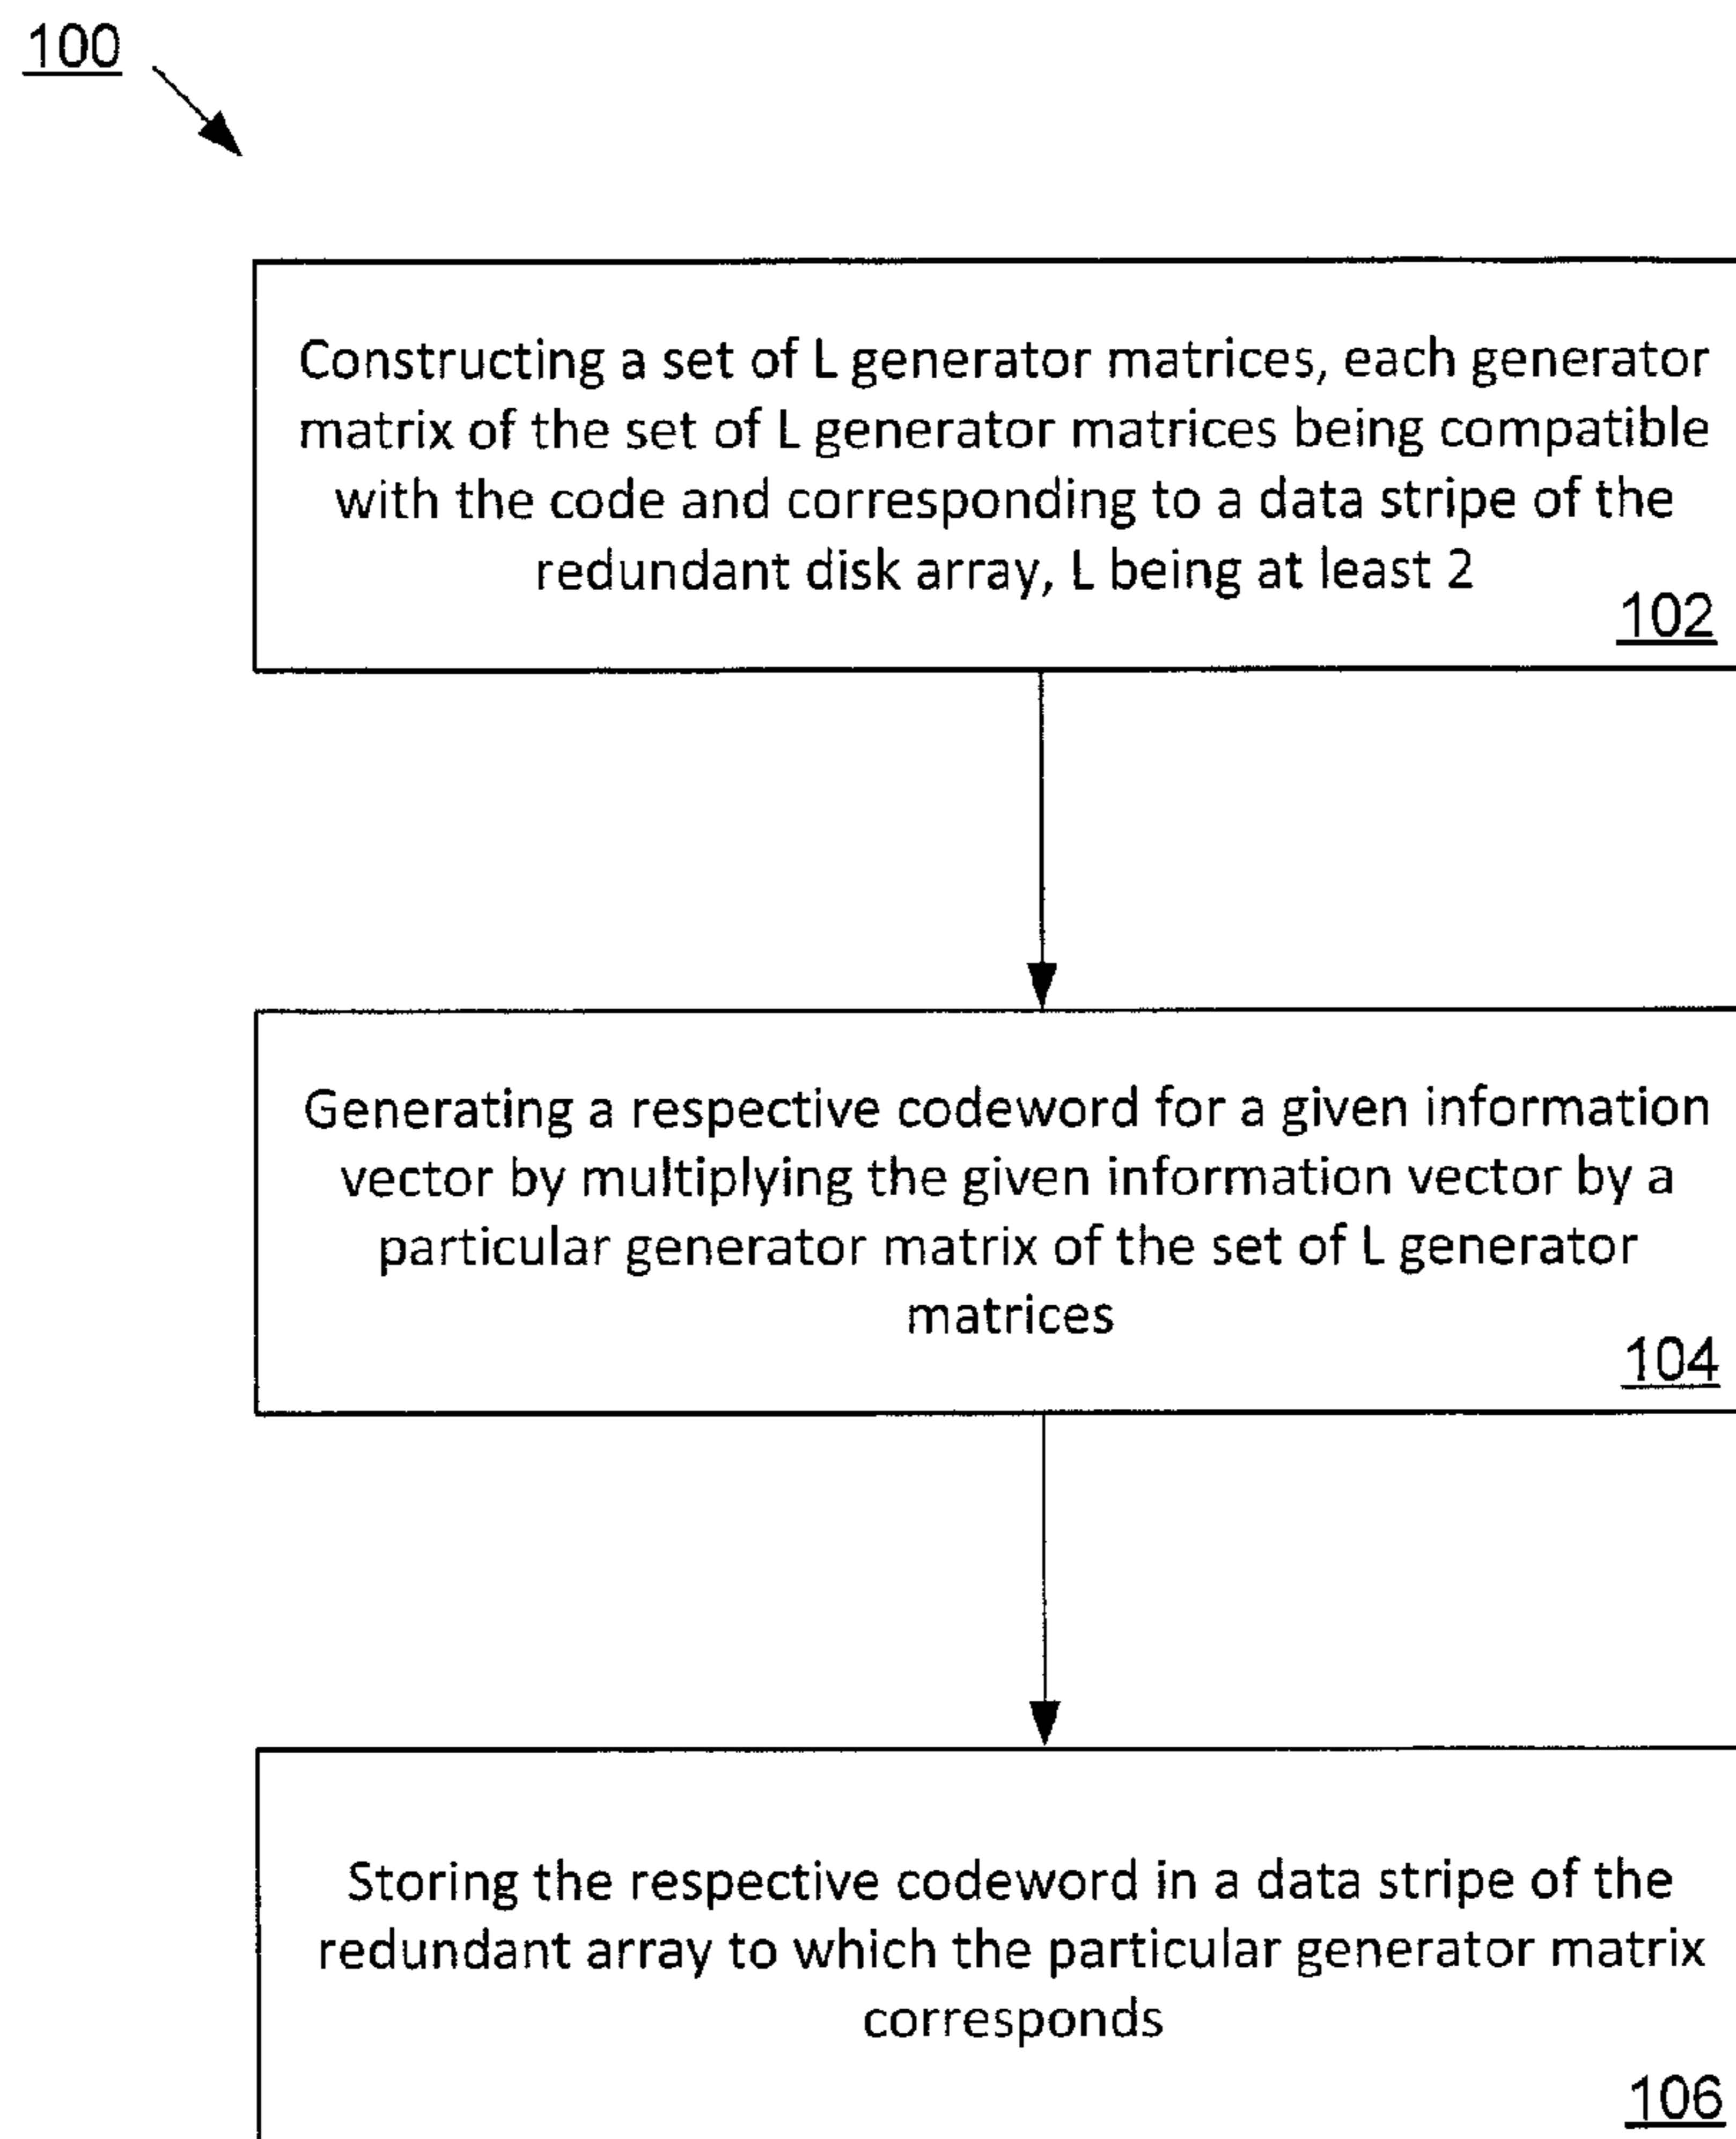 100
Constructing a set of L generator matrices, each generator
matrix of the set of L generator matrices being compatible
with the code and corresponding to a data stripe of the
redundant disk array, L being at least 2
102
Generating a respective codeword for a given information
vector by multiplying the given information vector by a
particular generator matrix of the set of L generator
matrices
104
Storing the respective codeword in a data stripe of the
redundant array to which the particular generator matrix
corresponds
106